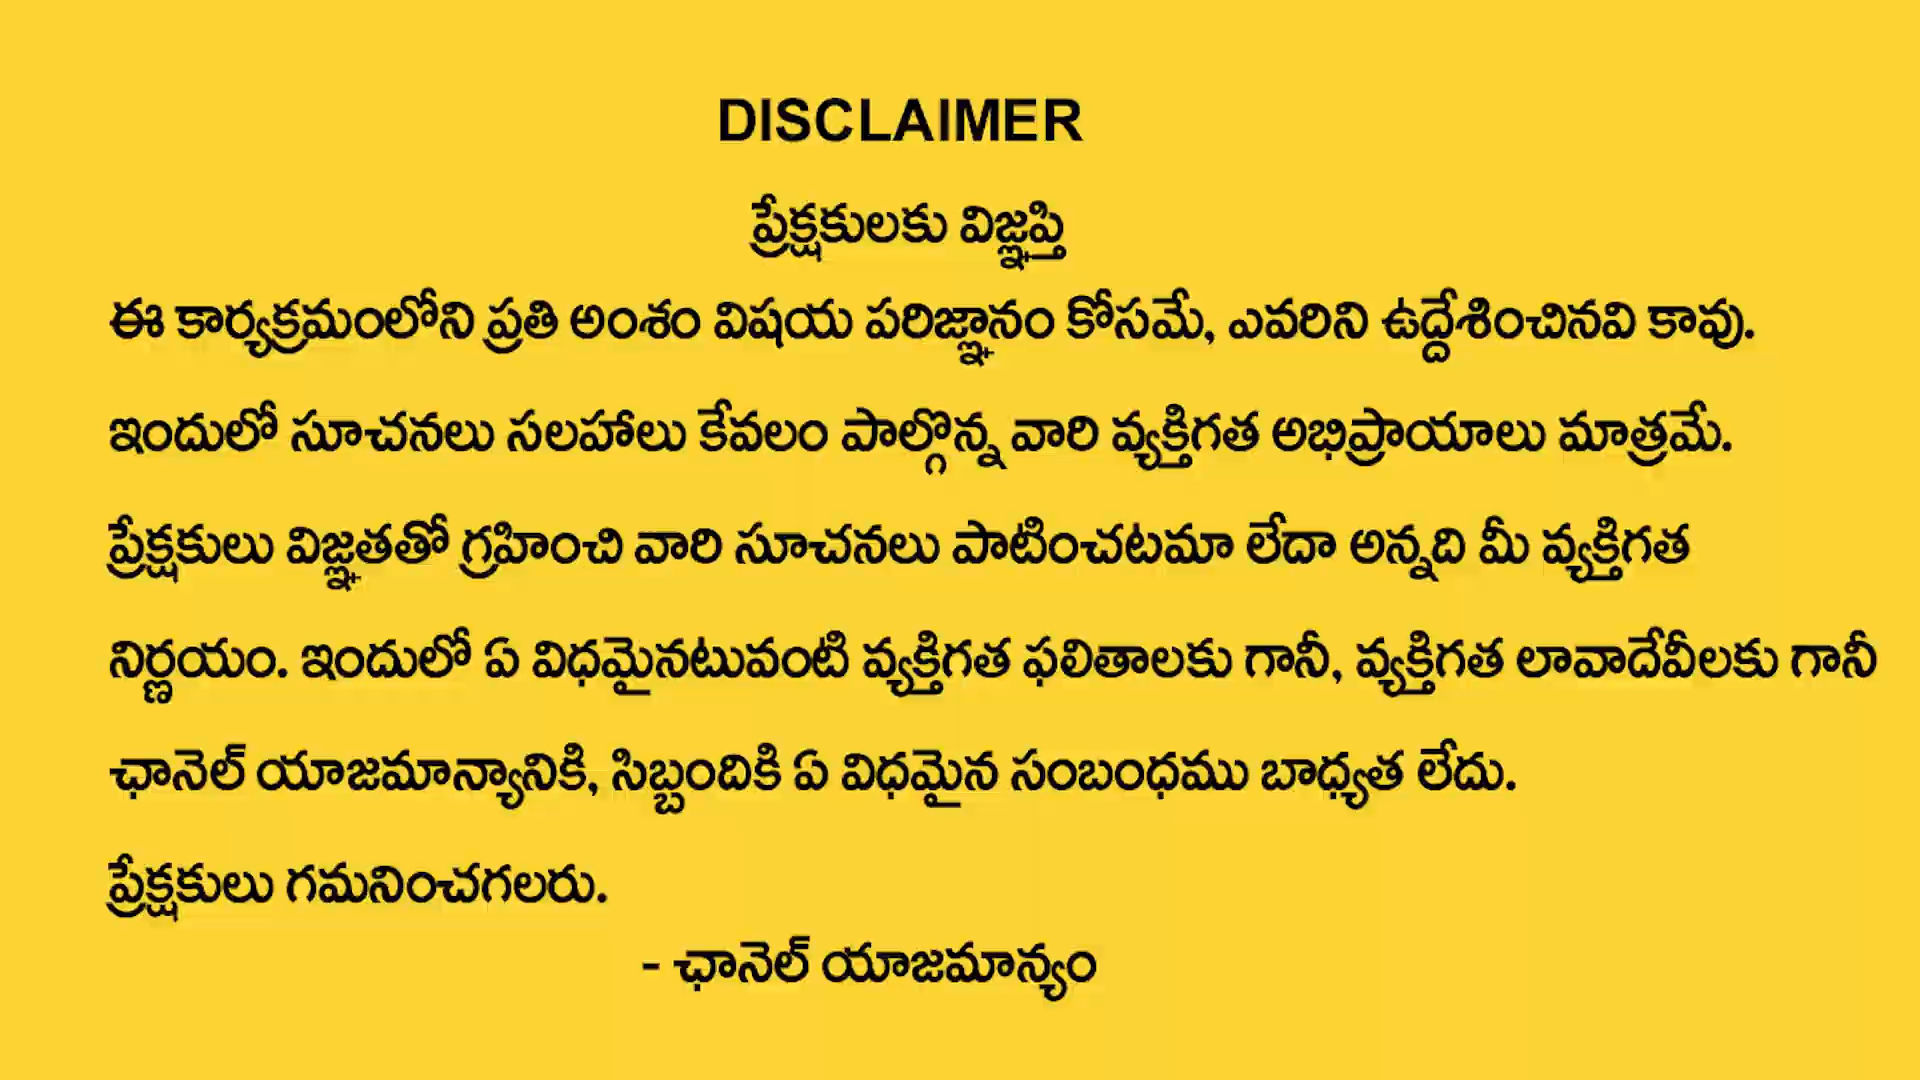 DISCLAIMER
ప్రేక్షకులకు విజ్ఞప్తి
ఈ కార్యక్రమంలోని ప్రతి అంశం విషయ పరిజ్ఞానం కోసమే, ఎవరిని ఉద్దేశించినవి కావు.
ఇందులో సూచనలు సలహాలు కేవలం పాల్గొన్న వారి వ్యక్తిగత అభిప్రాయాలు మాత్రమే.
ప్రేక్షకులు విజ్ఞతతో గ్రహించి వారి సూచనలు పాటించటమా లేదా అన్నది మీ వ్యక్తిగత
నిర్ణయం. ఇందులో ఏ విధమైనటువంటి వ్యక్తిగత ఫలితాలకు గానీ, వ్యక్తిగత లావాదేవీలకు గానీ
ఛానెల్ యాజమాన్యానికి, సిబ్బందికి ఏ విధమైన సంబంధము బాధ్యత లేదు.
ప్రేక్షకులు గమనించగలరు.
- ఛానెల్ యాజమాన్యం